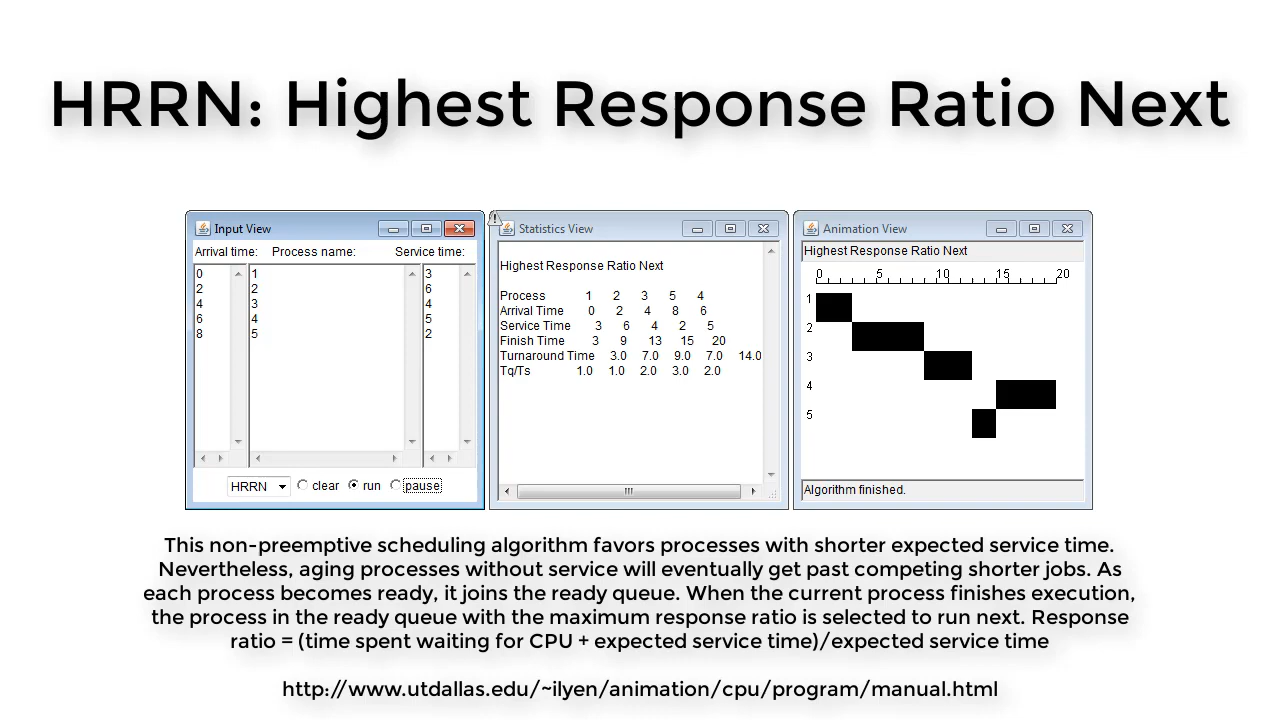 HRRN: Highest Response Ratio Next
Input View
Arrival time: Process name: Service time:
0 1 3
2 2 6
4 3 4
6 4 5
8 5 2
HRRN clear run pause
Statistics View
Highest Response Ratio Next
Process 1 2 3 5 4
Arrival Time 0 2 4 8 6
Service Time 3 6 4 2 5
Finish Time 3 9 13 15 20
Turnaround Time 3.0 7.0 9.0 7.0 14.0
Tq/Ts 1.0 1.0 2.0 3.0 2.0
Animation View
Highest Response Ratio Next
0 5 10 15 20
1
2
3
4
5
Algorithm finished.
This non-preemptive scheduling algorithm favors processes with shorter expected service time.
Nevertheless, aging processes without service will eventually get past competing shorter jobs. As
each process becomes ready, it joins the ready queue. When the current process finishes execution,
the process in the ready queue with the maximum response ratio is selected to run next. Response
ratio = (time spent waiting for CPU + expected service time)/expected service time
http://www.utdallas.edu/~ilyen/animation/cpu/program/manual.html